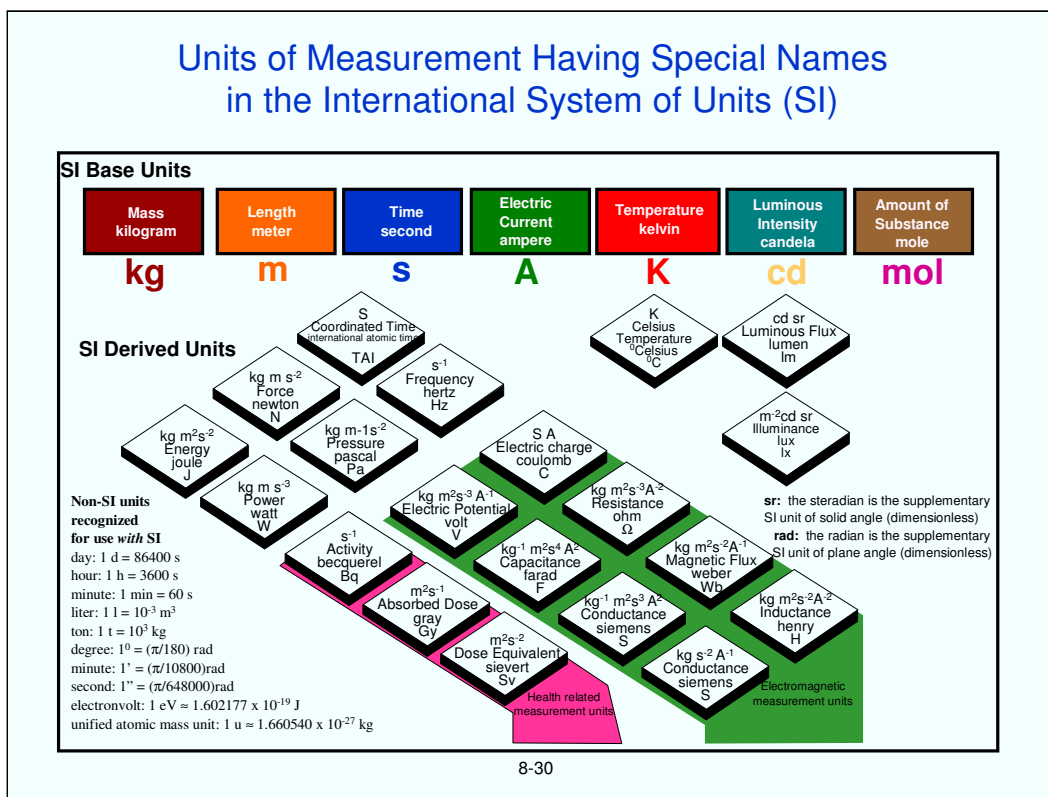 Units of Measurement Having Special Names
in the International System of Units (SI)
SI Base Units
Mass
kilogram
Length
meter
Time
second
Electric
Current
ampere
Temperature
kelvin
Luminous
Intensity
candela
Amount of
Substance
mole
kg
m
s
A
K
cd
mol
SI Derived Units
S
Coordinated Time
international atomic time
TAI
K
Celsius
Temperature
⁰Celsius
⁰C
cd sr
Luminous Flux
lumen
lm
kg m s⁻²
Force
newton
N
s⁻¹
Frequency
hertz
Hz
kg m²s⁻²
Energy
joule
J
kg m-1s⁻²
Pressure
pascal
Pa
S A
Electric charge
coulomb
C
m⁻²cd sr
Illuminance
lux
lx
kg m s⁻³
Power
watt
W
kg m²s⁻³ A⁻¹
Electric Potential
volt
V
kg m²s⁻³A⁻²
Resistance
ohm
Ω
s⁻¹
Activity
becquerel
Bq
kg⁻¹ m²s⁴ A²
Capacitance
farad
F
kg m²s⁻²A⁻¹
Magnetic Flux
weber
Wb
m²s⁻¹
Absorbed Dose
gray
Gy
kg⁻¹ m²s³ A²
Conductance
siemens
S
kg m²s⁻²A⁻²
Inductance
henry
H
m²s⁻²
Dose Equivalent
sievert
Sv
kg s⁻² A⁻¹
Conductance
siemens
S
sr: the steradian is the supplementary
SI unit of solid angle (dimensionless)
rad: the radian is the supplementary
SI unit of plane angle (dimensionless)
Non-SI units
recognized
for use with SI
day: 1 d = 86400 s
hour: 1 h = 3600 s
minute: 1 min = 60 s
liter: 1 l = 10⁻³ m³
ton: 1 t = 10³ kg
degree: 1⁰ = (π/180) rad
minute: 1’ = (π/10800)rad
second: 1” = (π/648000)rad
electronvolt: 1 eV ≈ 1.602177 x 10⁻¹⁹ J
unified atomic mass unit: 1 u ≈ 1.660540 x 10⁻²⁷ kg
Health related
measurement units
Electromagnetic
measurement units
8-30